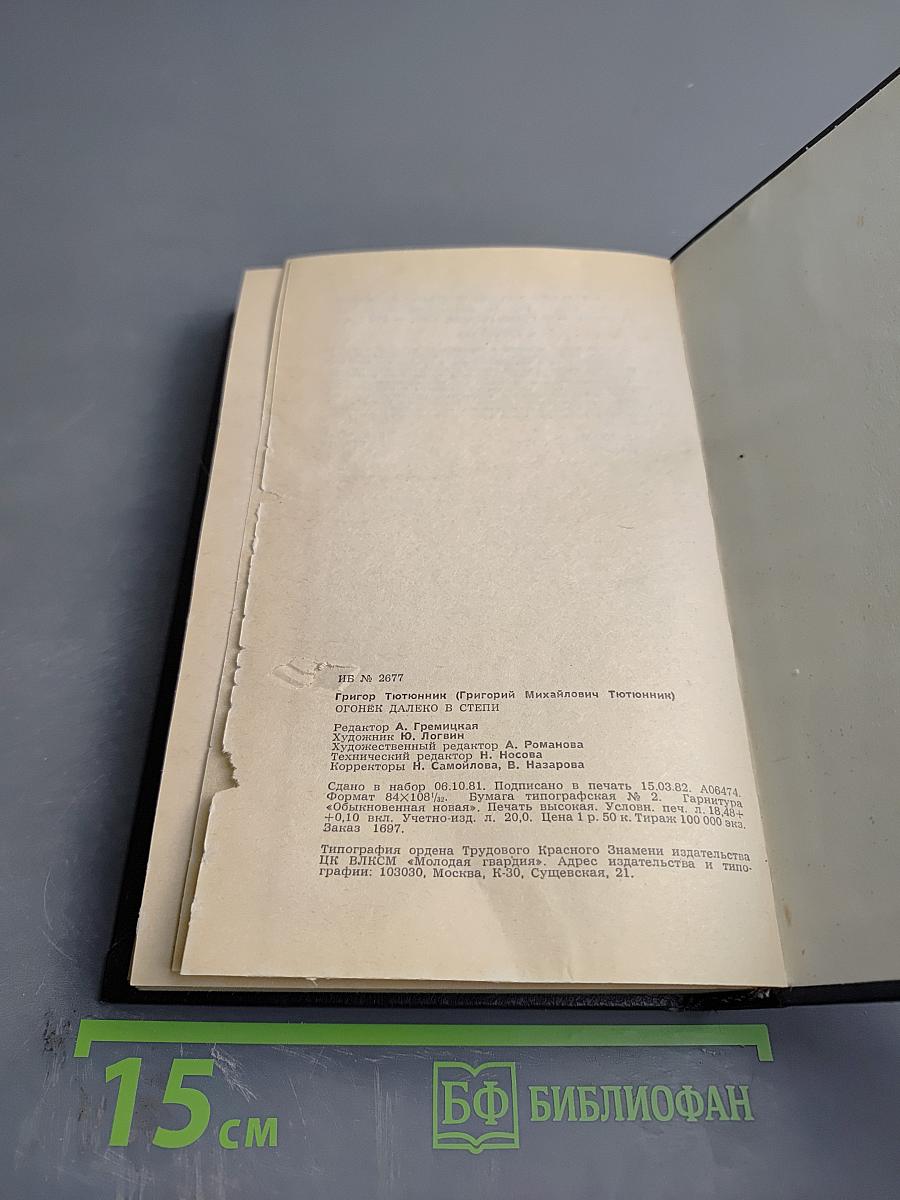 ИБ № 2677
Григор Тютюнник (Григорий Михайлович Тютюнник)
ОГОНЕК ДАЛЕКО В СТЕПИ
Редактор А. Гремицкая
Художник Ю. Логвин
Художественный редактор А. Романова
Технический редактор Н. Носова
Корректоры Н. Самойлова, В. Назарова
Сдано в набор 06.10.81. Подписано в печать 15.03.82. А06474.
Формат 84×108¹/₃₂. Бумага типографская № 2. Гарнитура
«Обыкновенная новая». Печать высокая. Условн. печ. л. 18,48+
+0,10 вкл. Учетно-изд. л. 20,0. Цена 1 р. 50 к. Тираж 100 000 экз.
Заказ 1697.
Типография ордена Трудового Красного Знамени издательства
ЦК ВЛКСМ «Молодая гвардия». Адрес издательства и типо-
графии: 103030, Москва, К-30, Сущевская, 21.
15 см
БФ БИБЛИОФАН